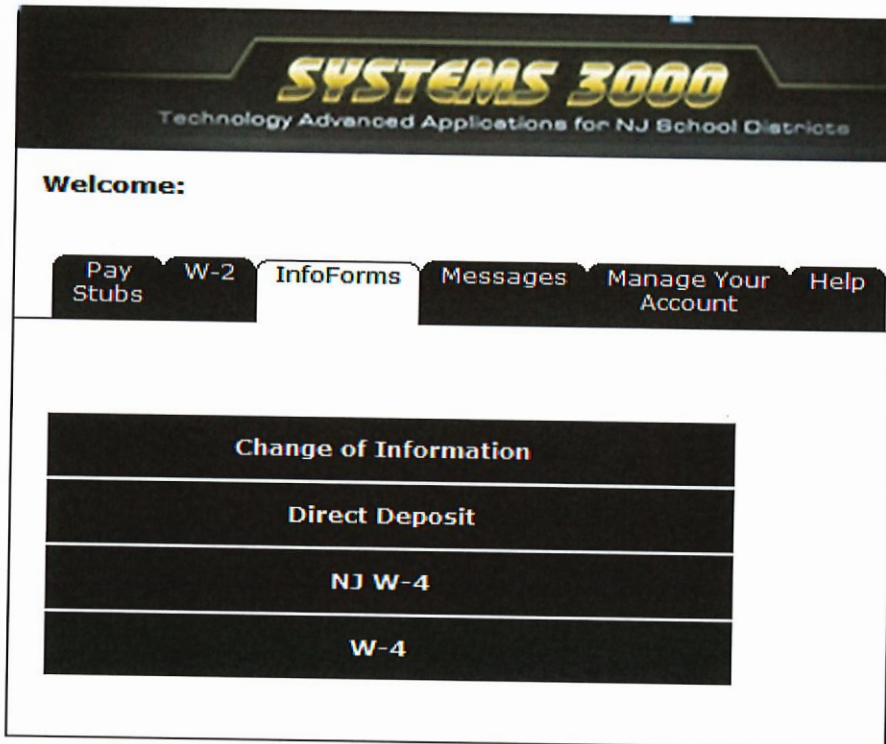 SYSTEMS 3000
Technology Advanced Applications for NJ School Districts
Welcome:
Pay Stubs
W-2
InfoForms
Messages
Manage Your Account
Help
Change of Information
Direct Deposit
NJ W-4
W-4